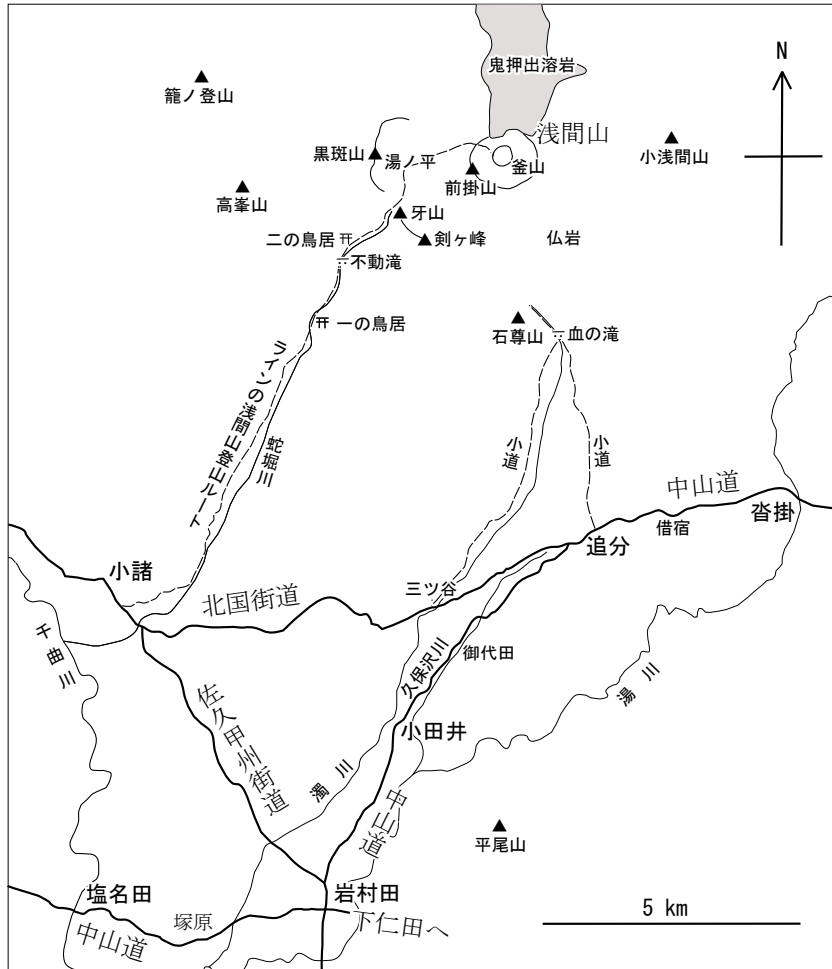 鬼押出溶岩
N
籠ノ登山
浅間山
黒斑山
湯ノ平
釜山
小浅間山
前掛山
高峯山
牙山
二の鳥居
剣ヶ峰
仏岩
不動滝
一の鳥居
石尊山
血の滝
ラインの浅間山登山ルート
蛇堀川
小道
小道
中山道
沓掛
借宿
追分
小諸
三ツ谷
北国街道
千曲川
久保沢川
御代田
湯川
佐久甲州街道
小田井
濁川
中山道
平尾山
塩名田
岩村田
5 km
塚原
下仁田へ
中山道